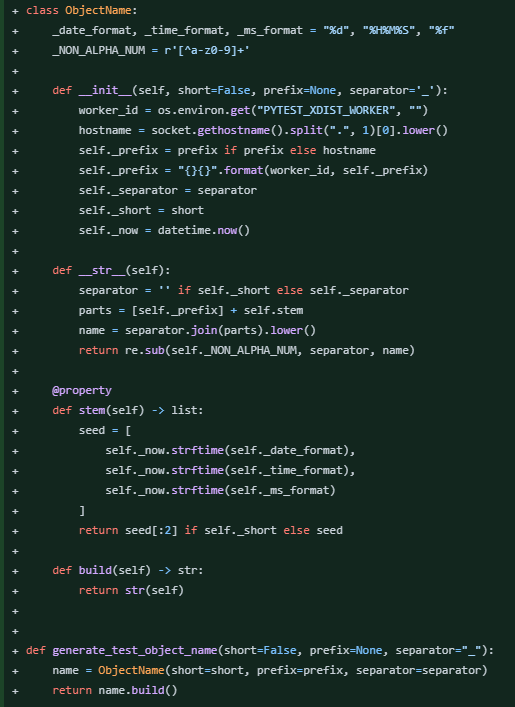 + class ObjectName:
+     _date_format, _time_format, _ms_format = "%d", "%H%M%S", "%f"
+     _NON_ALPHA_NUM = r'[^a-z0-9]+'
+
+     def __init__(self, short=False, prefix=None, separator='_'):
+         worker_id = os.environ.get("PYTEST_XDIST_WORKER", "")
+         hostname = socket.gethostname().split(".", 1)[0].lower()
+         self._prefix = prefix if prefix else hostname
+         self._prefix = "{}{}".format(worker_id, self._prefix)
+         self._separator = separator
+         self._short = short
+         self._now = datetime.now()
+
+     def __str__(self):
+         separator = '' if self._short else self._separator
+         parts = [self._prefix] + self.stem
+         name = separator.join(parts).lower()
+         return re.sub(self._NON_ALPHA_NUM, separator, name)
+
+     @property
+     def stem(self) -> list:
+         seed = [
+             self._now.strftime(self._date_format),
+             self._now.strftime(self._time_format),
+             self._now.strftime(self._ms_format)
+         ]
+         return seed[:2] if self._short else seed
+
+     def build(self) -> str:
+         return str(self)
+
+
+ def generate_test_object_name(short=False, prefix=None, separator="_"):
+     name = ObjectName(short=short, prefix=prefix, separator=separator)
+     return name.build()